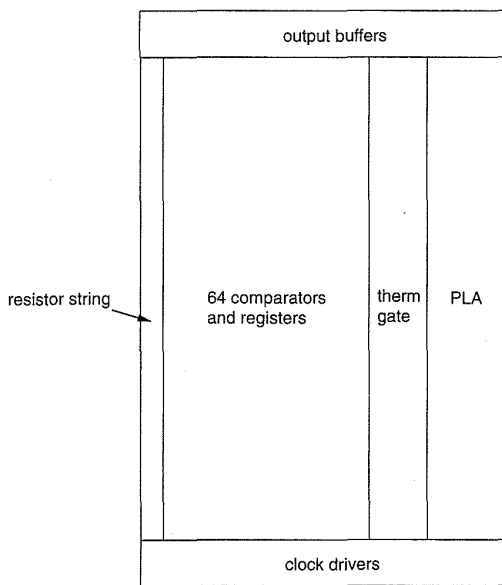 output buffers
resistor string
64 comparators
and registers
therm
gate
PLA
clock drivers